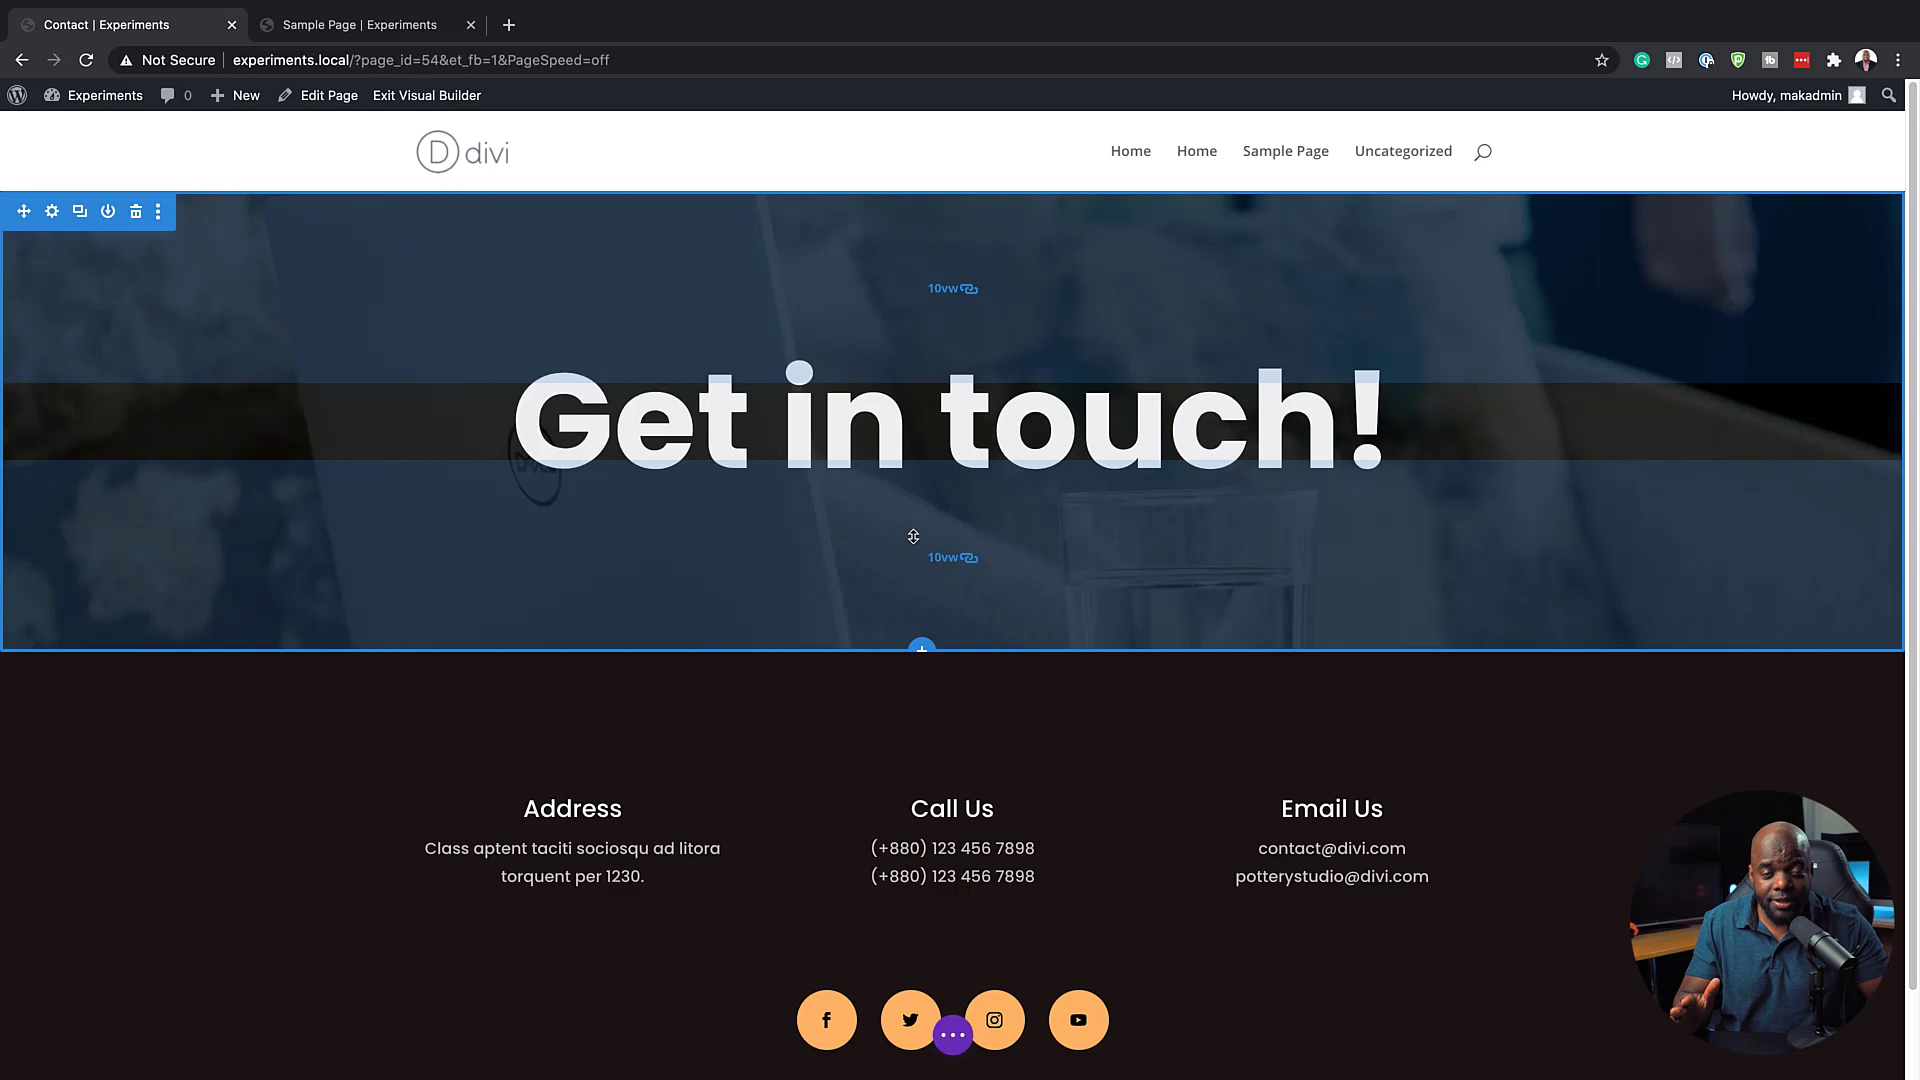 Contact | Experiments
Sample Page | Experiments
Not Secure
experiments.local/?page_id=54&et_fb=1&PageSpeed=off
Experiments
0
New
Edit Page
Exit Visual Builder
Howdy, makadmin
D divi
Home
Home
Sample Page
Uncategorized
10vw
Get in touch!
10vw
Address
Call Us
Email Us
Class aptent taciti sociosqu ad litora
(+880) 123 456 7898
contact@divi.com
torquent per 1230.
(+880) 123 456 7898
potterystudio@divi.com